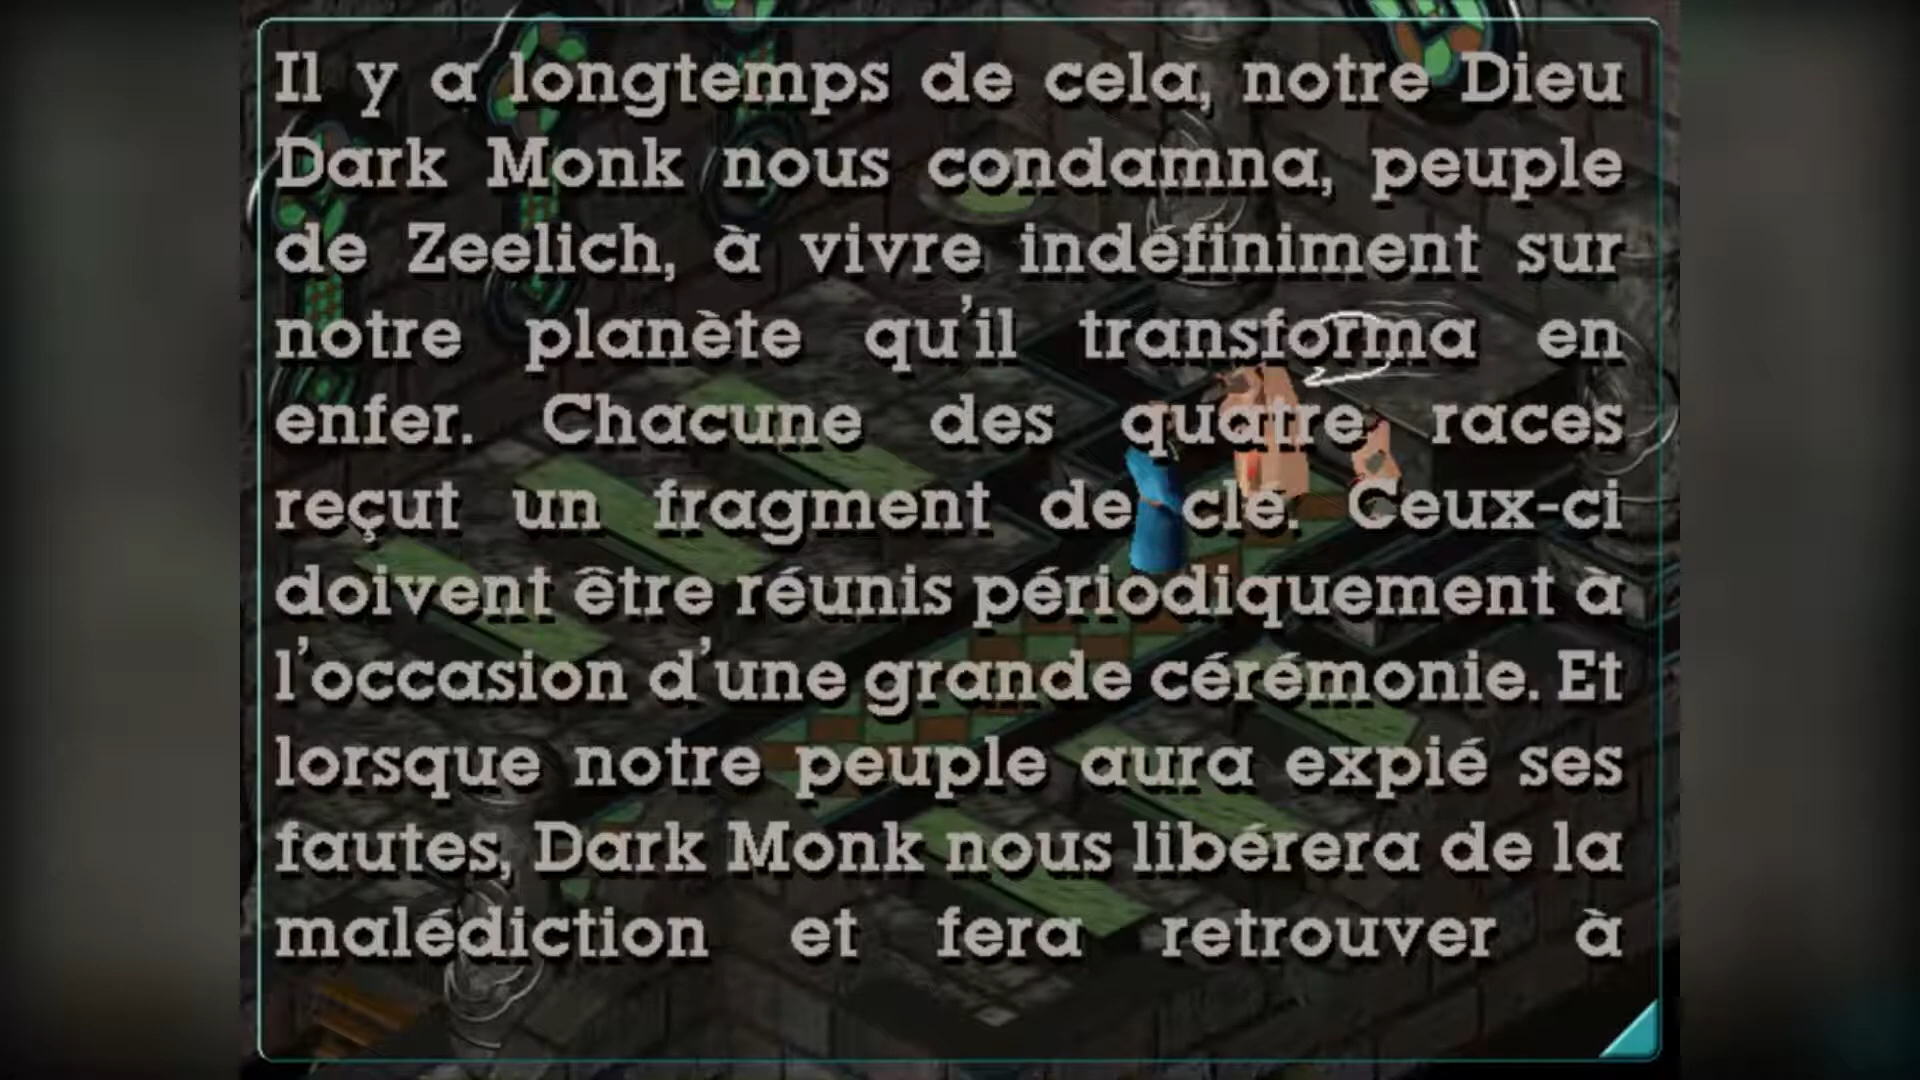 Il y a longtemps de cela, notre Dieu
Dark Monk nous condamna, peuple
de Zeelich, à vivre indéfiniment sur
notre planète qu'il transforma en
enfer. Chacune des quatre races
reçut un fragment de clé. Ceux-ci
doivent être réunis périodiquement à
l'occasion d'une grande cérémonie. Et
lorsque notre peuple aura expié ses
fautes, Dark Monk nous libérera de la
malédiction et fera retrouver à